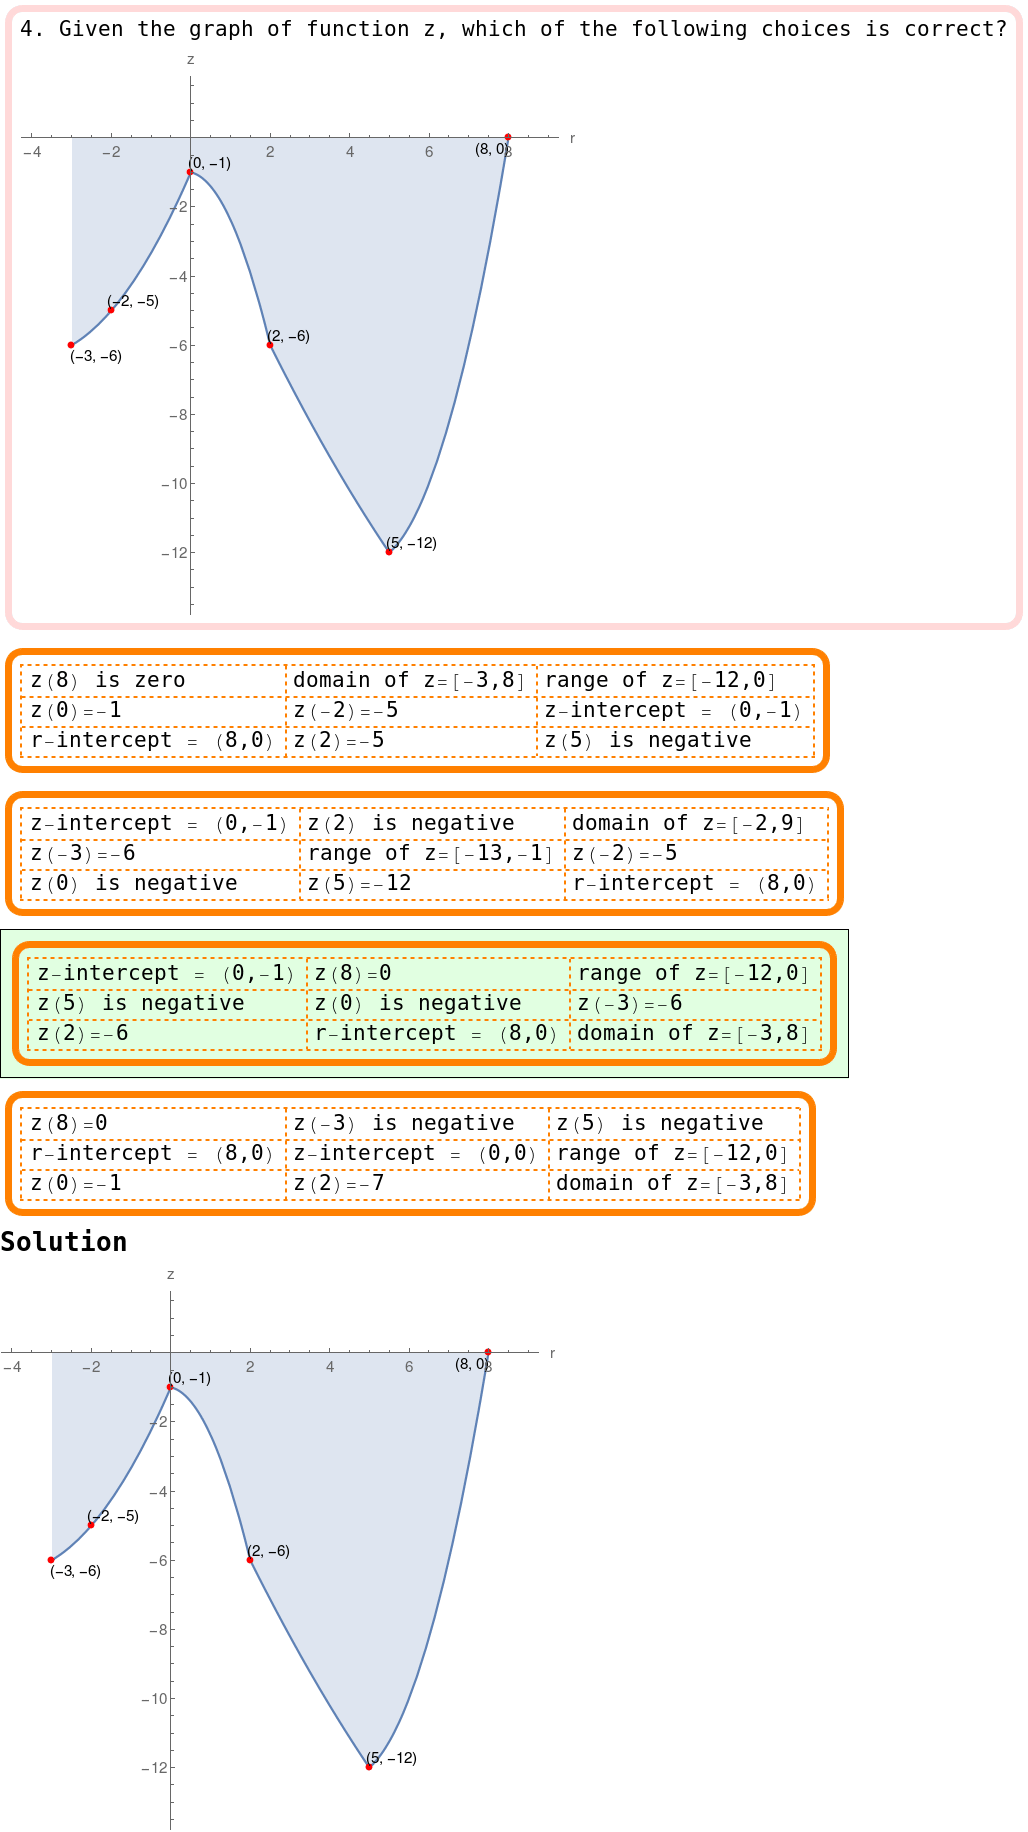 4. Given the graph of function z, which of the following choices is correct?
z
r
−4 −2 2 4 6 8
(8, 0)
(0, −1)
−2
−4
(−2, −5)
(2, −6)
−6
(−3, −6)
−8
−10
(5, −12)
−12
z(8) is zero domain of z=[−3,8] range of z=[−12,0]
z(0)=−1 z(−2)=−5 z−intercept = (0,−1)
r−intercept = (8,0) z(2)=−5 z(5) is negative
z−intercept = (0,−1) z(2) is negative domain of z=[−2,9]
z(−3)=−6 range of z=[−13,−1] z(−2)=−5
z(0) is negative z(5)=−12 r−intercept = (8,0)
z−intercept = (0,−1) z(8)=0 range of z=[−12,0]
z(5) is negative z(0) is negative z(−3)=−6
z(2)=−6 r−intercept = (8,0) domain of z=[−3,8]
z(8)=0 z(−3) is negative z(5) is negative
r−intercept = (8,0) z−intercept = (0,0) range of z=[−12,0]
z(0)=−1 z(2)=−7 domain of z=[−3,8]
Solution
z
r
−4 −2 2 4 6 8
(8, 0)
(0, −1)
−2
−4
(−2, −5)
(2, −6)
−6
(−3, −6)
−8
−10
(5, −12)
−12